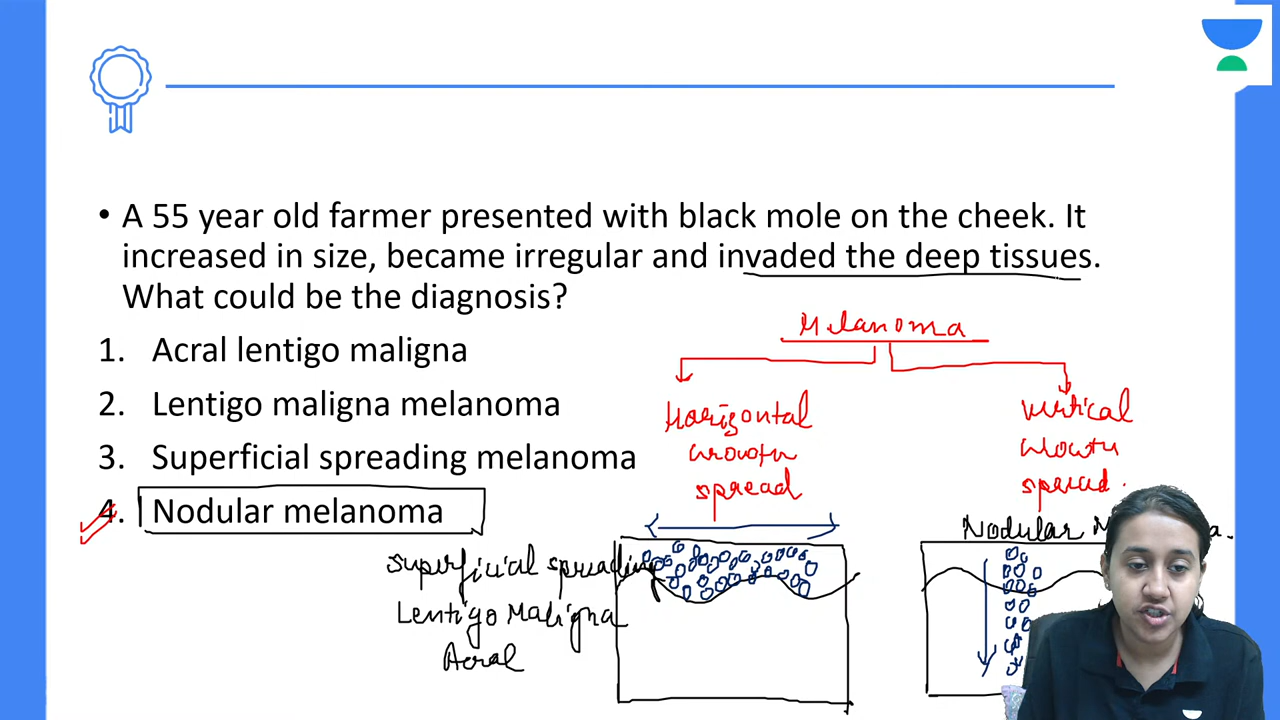 • A 55 year old farmer presented with black mole on the cheek. It
increased in size, became irregular and invaded the deep tissues.
What could be the diagnosis?
1. Acral lentigo maligna
2. Lentigo maligna melanoma
3. Superficial spreading melanoma
4. Nodular melanoma
Melanoma
Horizontal
Growth
spread
Vertical
Growth
spread.
Nodular M
Superficial spreading
Lentigo Maligna
Acral